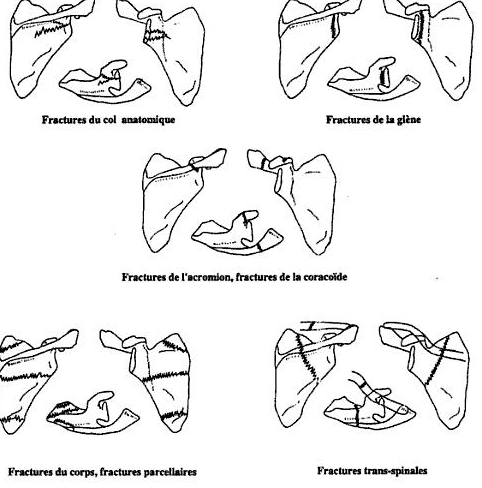 Fractures du col anatomique
Fractures de la glène
Fractures de l'acromion, fractures de la coracoïde
Fractures du corps, fractures parcellaires
Fractures trans-spinales